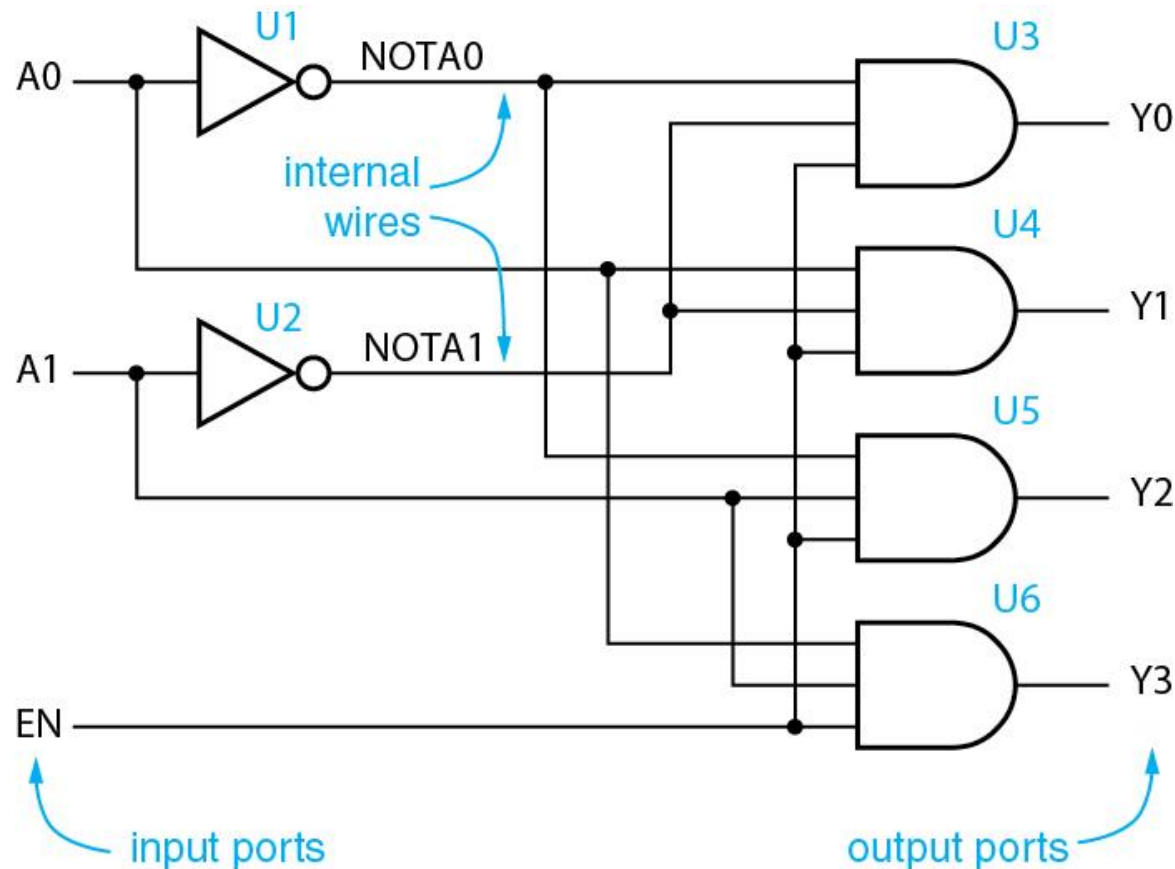 U1
U3
A0
NOTA0
Y0
internal
wires
U4
U2
Y1
A1
NOTA1
U5
Y2
U6
Y3
EN
input ports
output ports